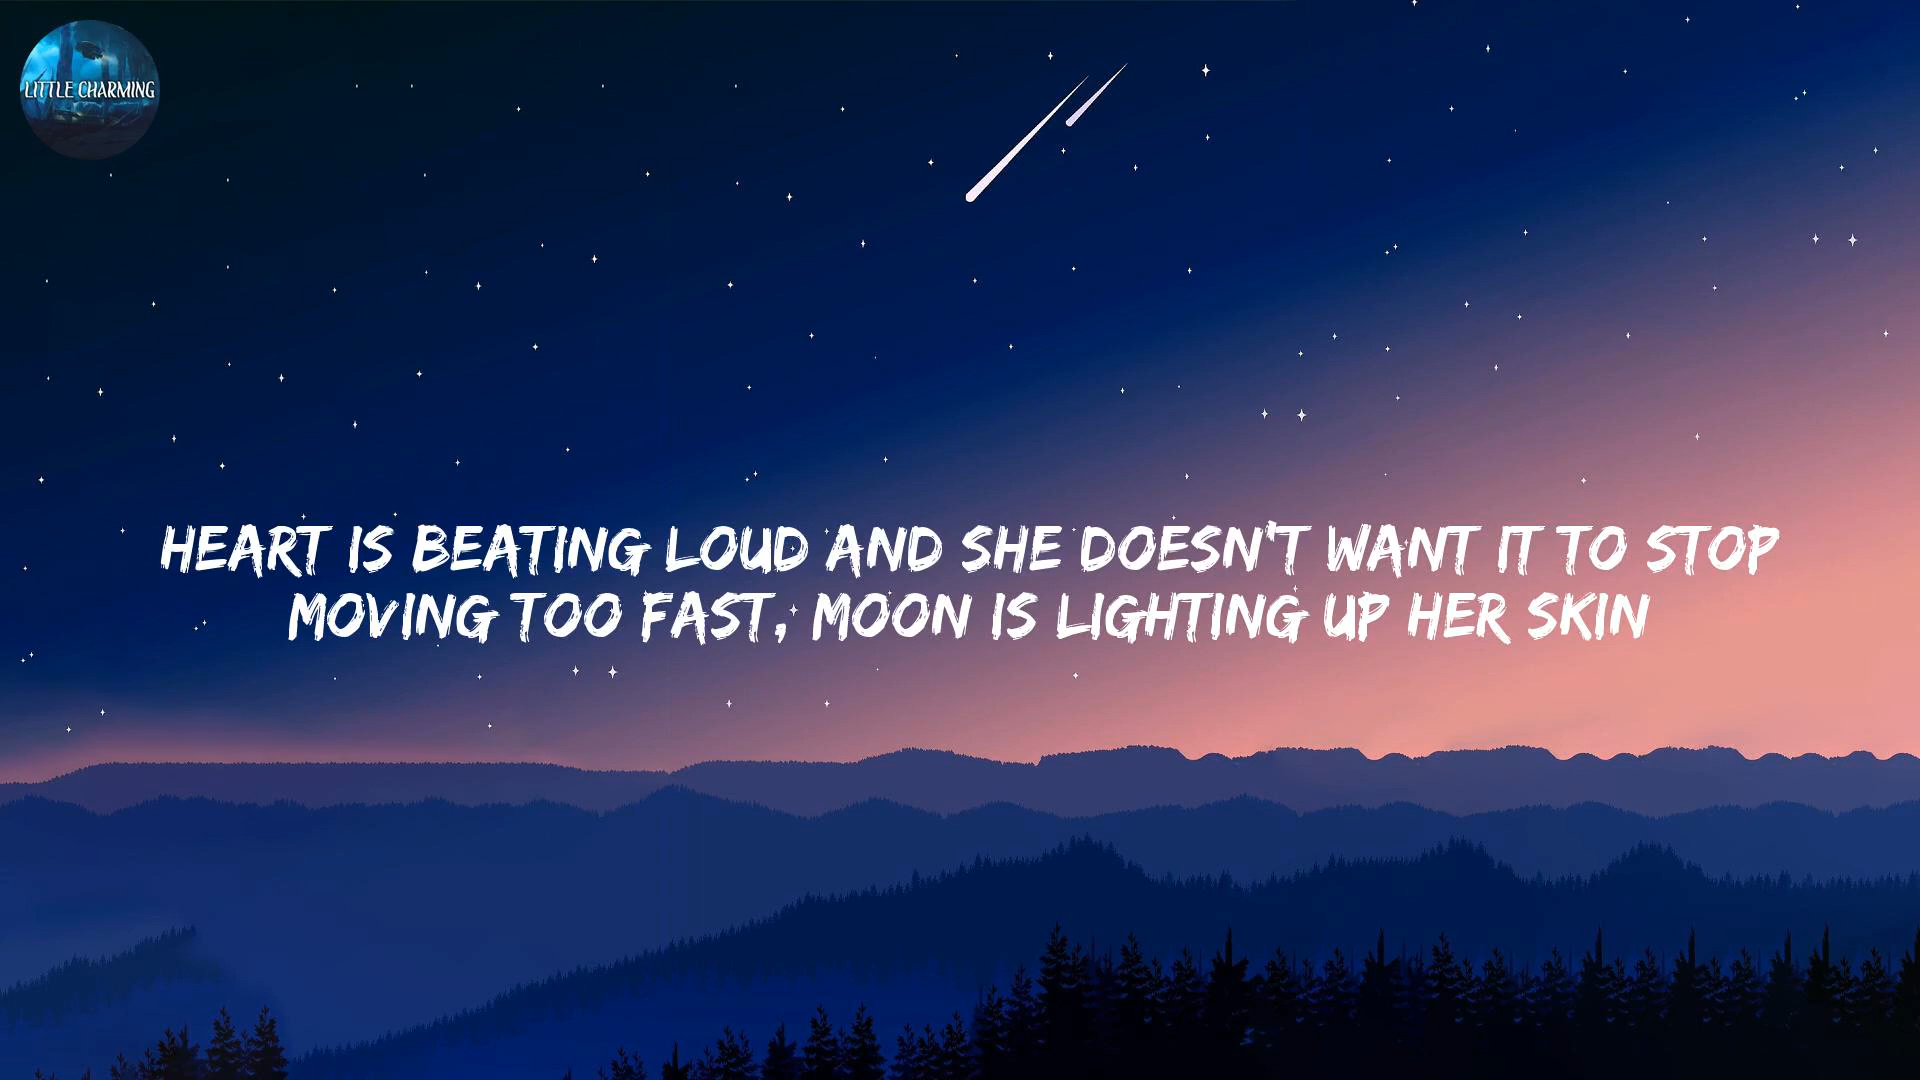 LITTLE CHARMING
HEART IS BEATING LOUD AND SHE DOESN'T WANT IT TO STOP
MOVING TOO FAST, MOON IS LIGHTING UP HER SKIN